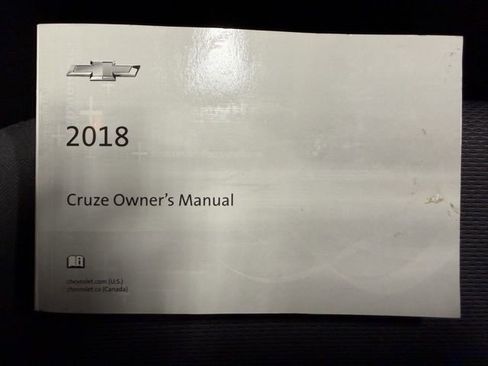 2018
Cruze Owner's Manual
chevrolet.com (U.S.)
chevrolet.ca (Canada)